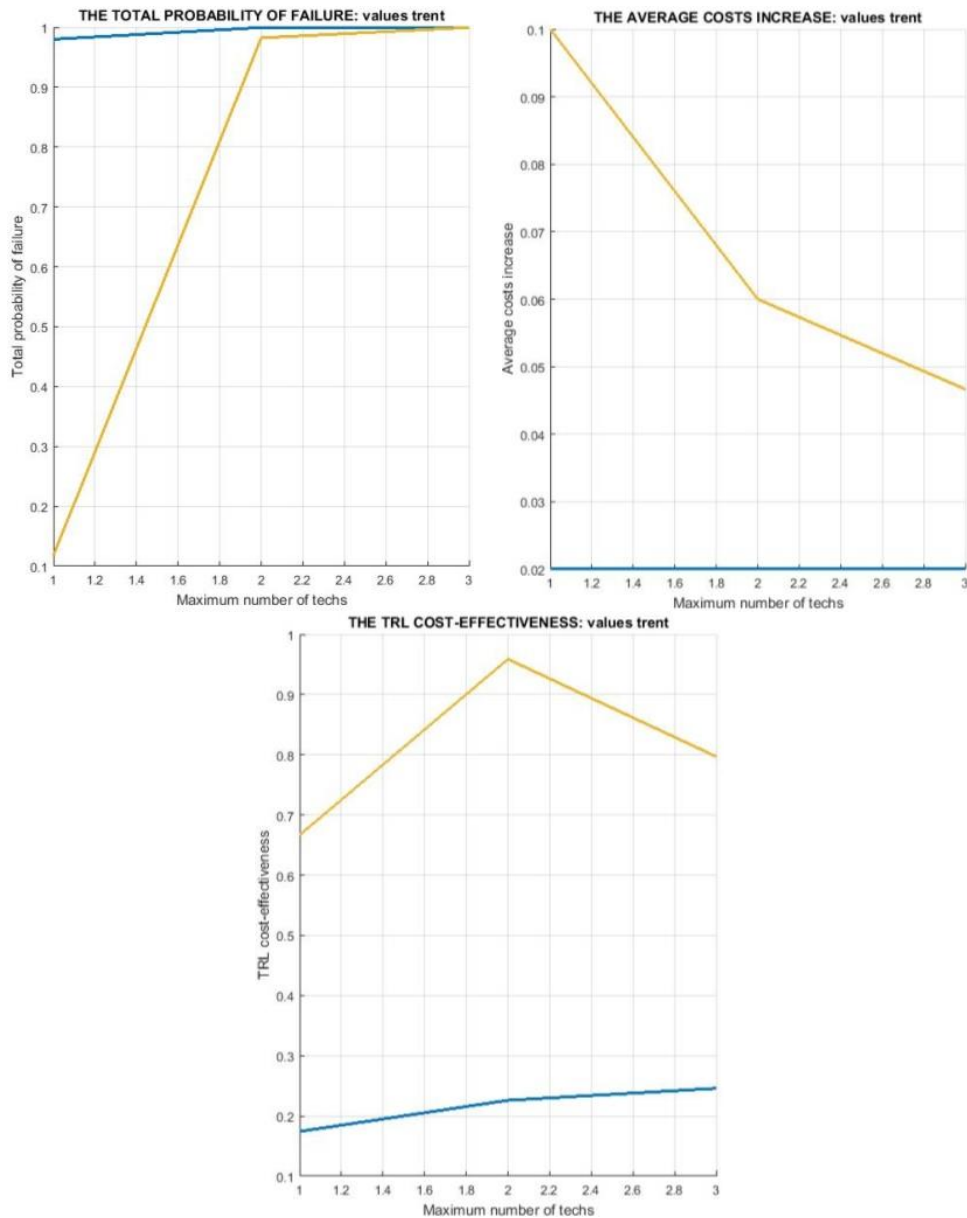 THE TOTAL PROBABILITY OF FAILURE: values trent
1
0.9
0.8
0.7
0.6
0.5
0.4
0.3
0.2
0.1
Total probability of failure
1 1.2 1.4 1.6 1.8 2 2.2 2.4 2.6 2.8 3
Maximum number of techs
THE AVERAGE COSTS INCREASE: values trent
0.1
0.09
0.08
0.07
0.06
0.05
0.04
0.03
0.02
Average costs increase
1 1.2 1.4 1.6 1.8 2 2.2 2.4 2.6 2.8 3
Maximum number of techs
THE TRL COST-EFFECTIVENESS: values trent
1
0.9
0.8
0.7
0.6
0.5
0.4
0.3
0.2
0.1
TRL cost-effectiveness
1 1.2 1.4 1.6 1.8 2 2.2 2.4 2.6 2.8 3
Maximum number of techs